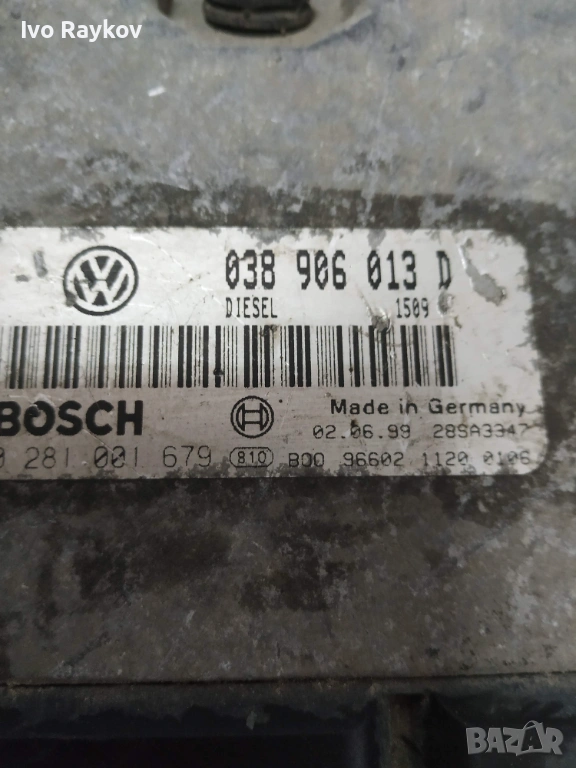 Ivo Raykov
038 906 013 D
DIESEL 1509
BOSCH
Made in Germany
02.06.99 28SA3347
0 281 001 679 810 B00 96602 1120 0106
BAZAR